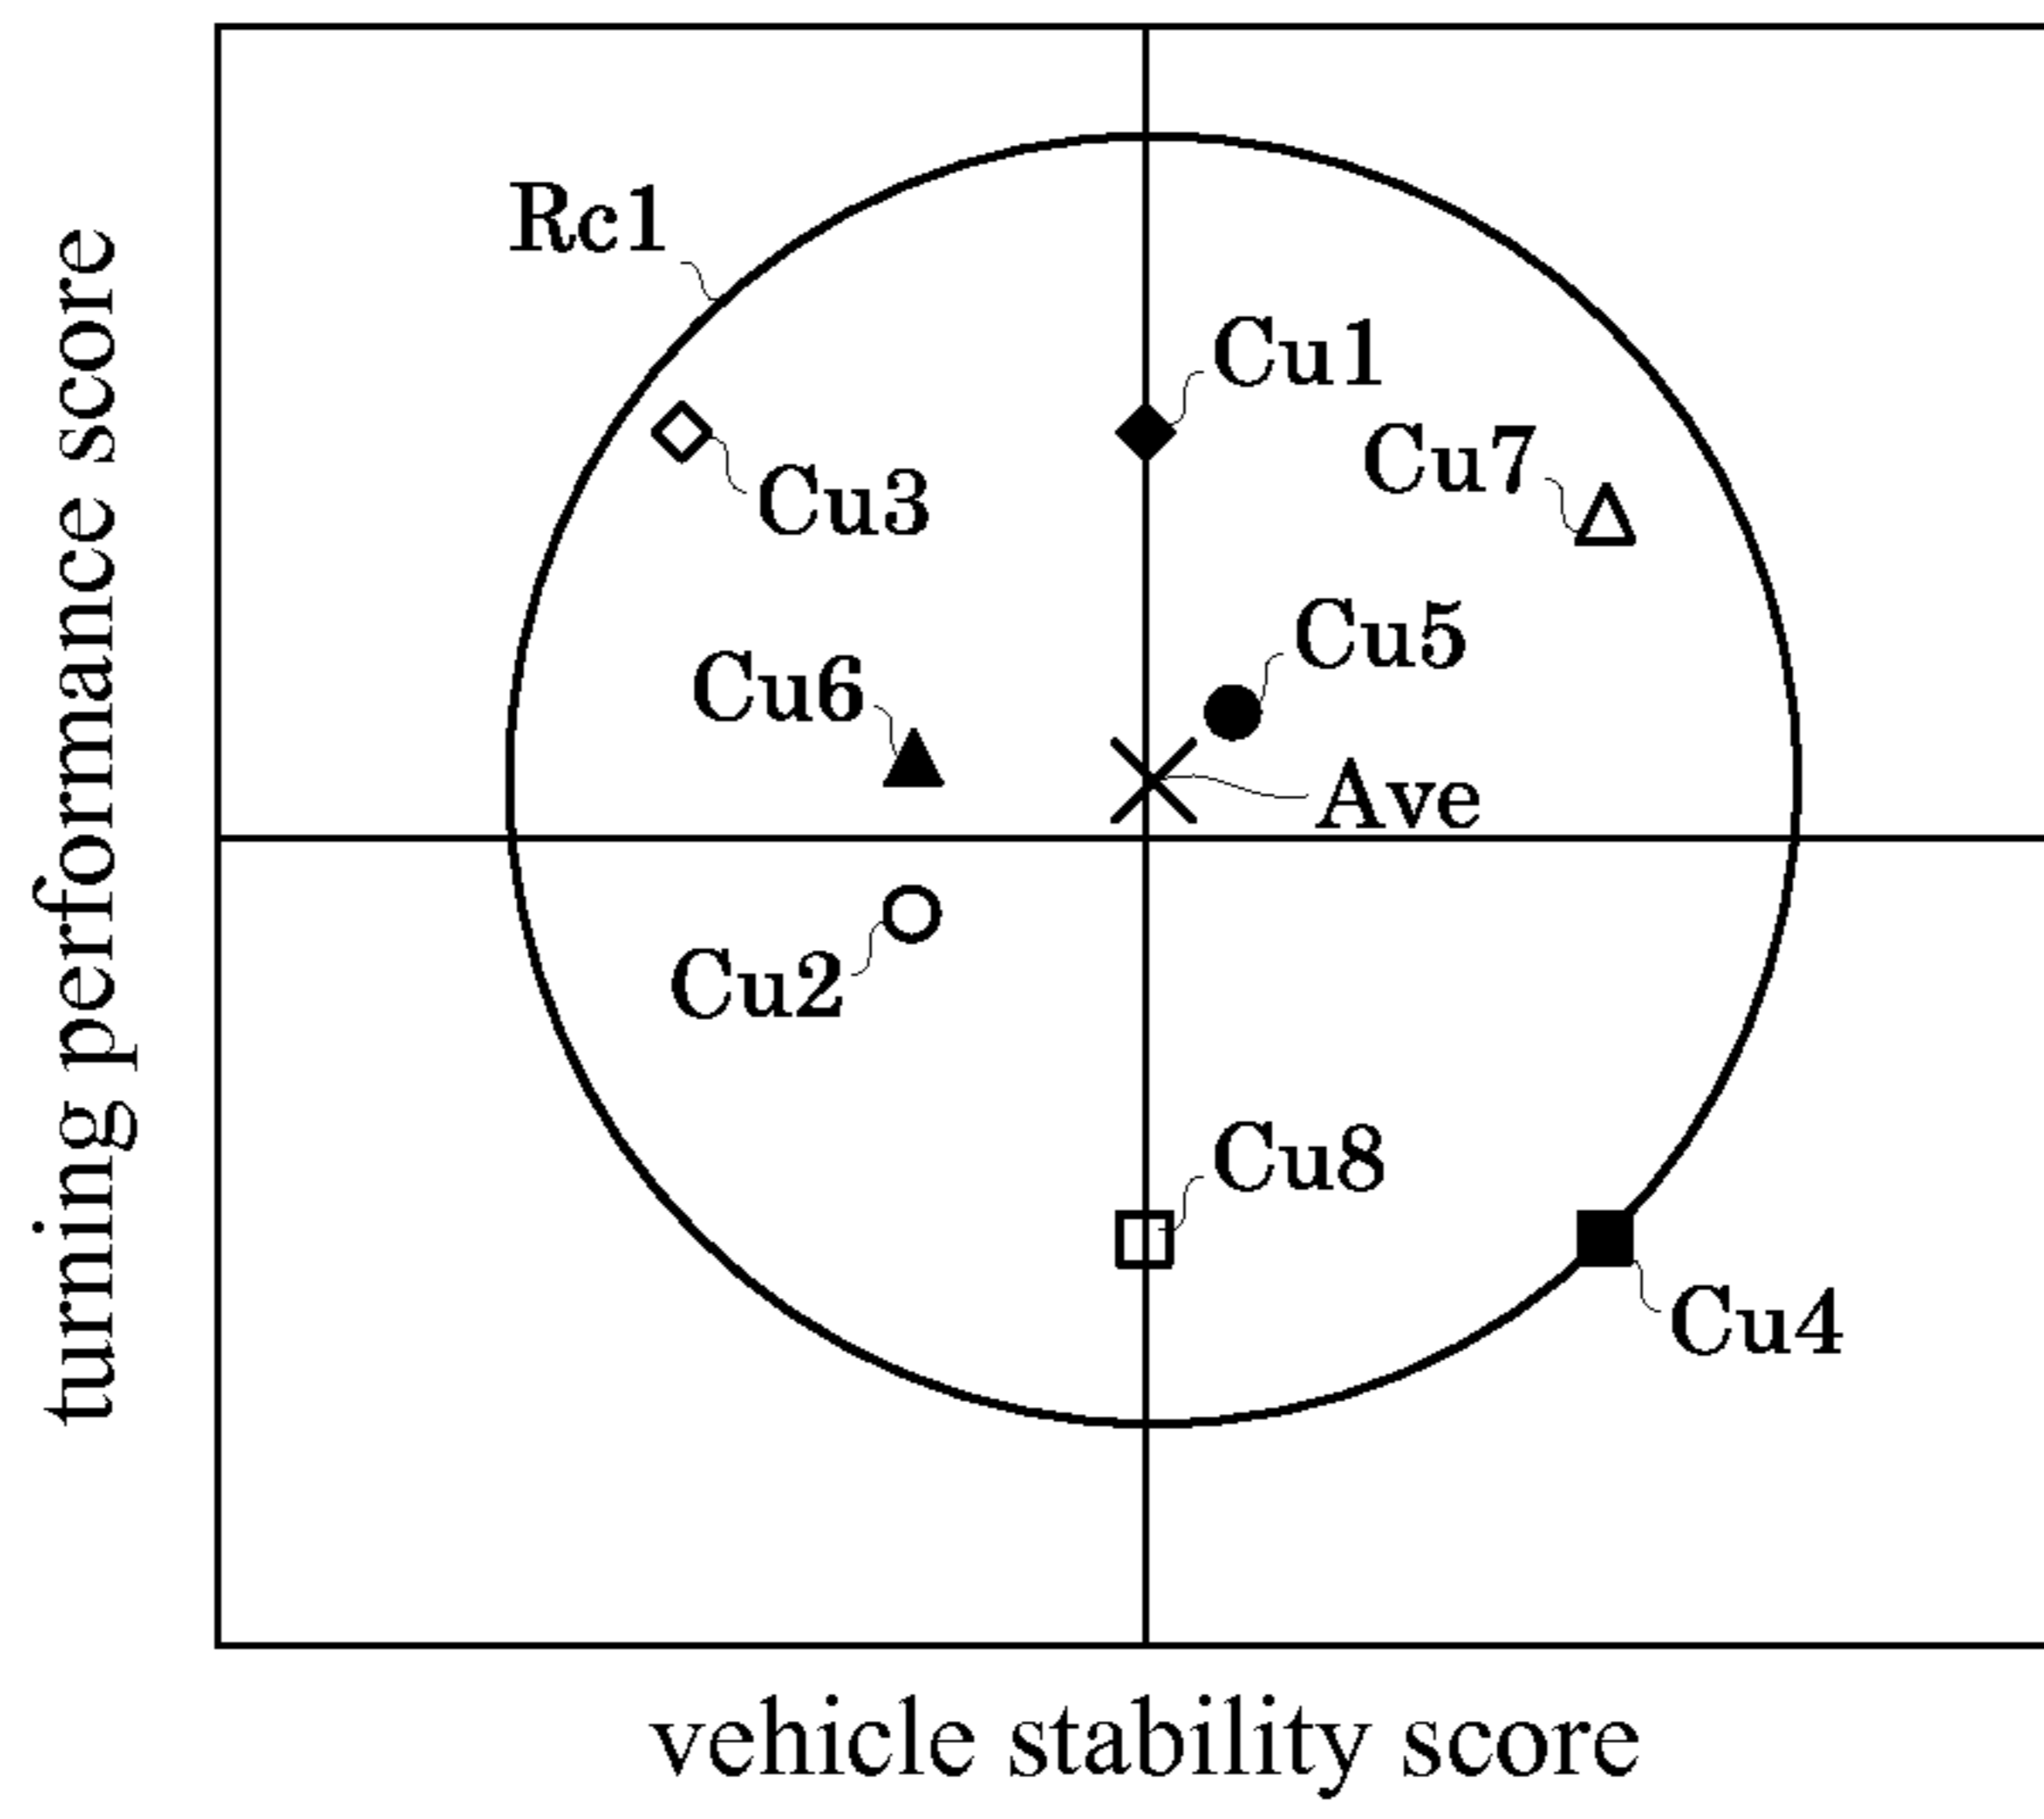 Rc1
Cu1
Cu7
Cu3
Cu5
Cu6
Ave
Cu2
Cu8
Cu4
turning performance score
vehicle stability score